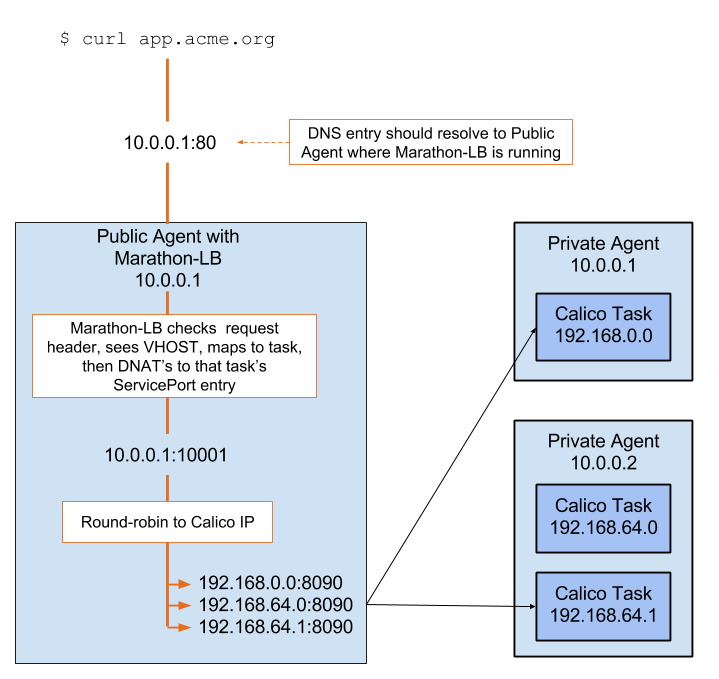 $ curl app.acme.org
10.0.0.1:80
DNS entry should resolve to Public
Agent where Marathon-LB is running
Public Agent with
Marathon-LB
10.0.0.1
Marathon-LB checks request
header, sees VHOST, maps to task,
then DNAT's to that task's
ServicePort entry
10.0.0.1:10001
Round-robin to Calico IP
192.168.0.0:8090
192.168.64.0:8090
192.168.64.1:8090
Private Agent
10.0.0.1
Calico Task
192.168.0.0
Private Agent
10.0.0.2
Calico Task
192.168.64.0
Calico Task
192.168.64.1